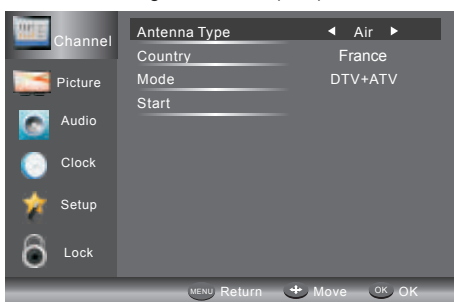 Channel
Picture
Audio
Clock
Setup
Lock
Antenna Type ◄ Air ►
Country France
Mode DTV+ATV
Start
MENU Return Move OK OK